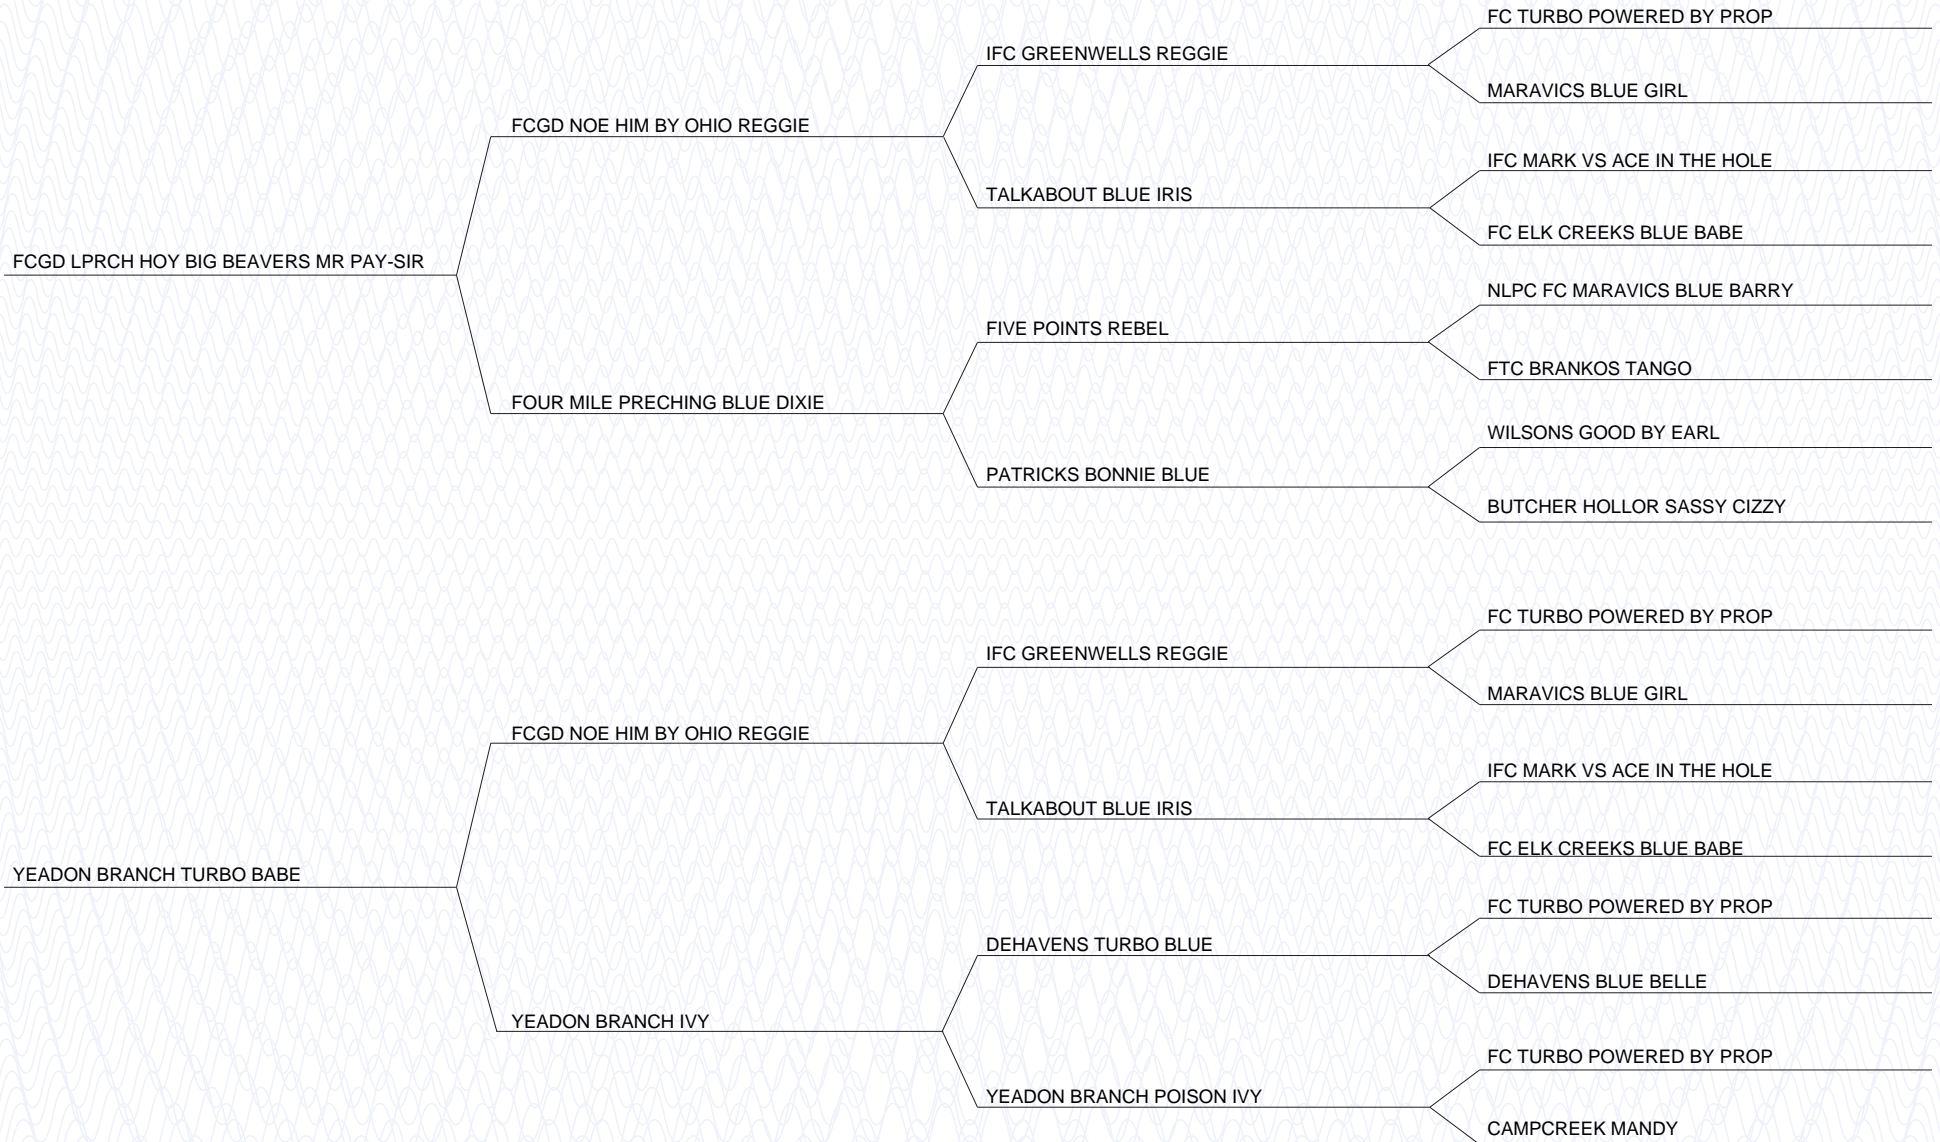 FC TURBO POWERED BY PROP
IFC GREENWELLS REGGIE
MARAVICS BLUE GIRL
FCGD NOE HIM BY OHIO REGGIE
IFC MARK VS ACE IN THE HOLE
TALKABOUT BLUE IRIS
FC ELK CREEKS BLUE BABE
FCGD LPRCH HOY BIG BEAVERS MR PAY-SIR
NLPC FC MARAVICS BLUE BARRY
FIVE POINTS REBEL
FTC BRANKOS TANGO
FOUR MILE PRECHING BLUE DIXIE
WILSONS GOOD BY EARL
PATRICKS BONNIE BLUE
BUTCHER HOLLOR SASSY CIZZY
FC TURBO POWERED BY PROP
IFC GREENWELLS REGGIE
MARAVICS BLUE GIRL
FCGD NOE HIM BY OHIO REGGIE
IFC MARK VS ACE IN THE HOLE
TALKABOUT BLUE IRIS
FC ELK CREEKS BLUE BABE
YEADON BRANCH TURBO BABE
FC TURBO POWERED BY PROP
DEHAVENS TURBO BLUE
DEHAVENS BLUE BELLE
YEADON BRANCH IVY
FC TURBO POWERED BY PROP
YEADON BRANCH POISON IVY
CAMPCREEK MANDY